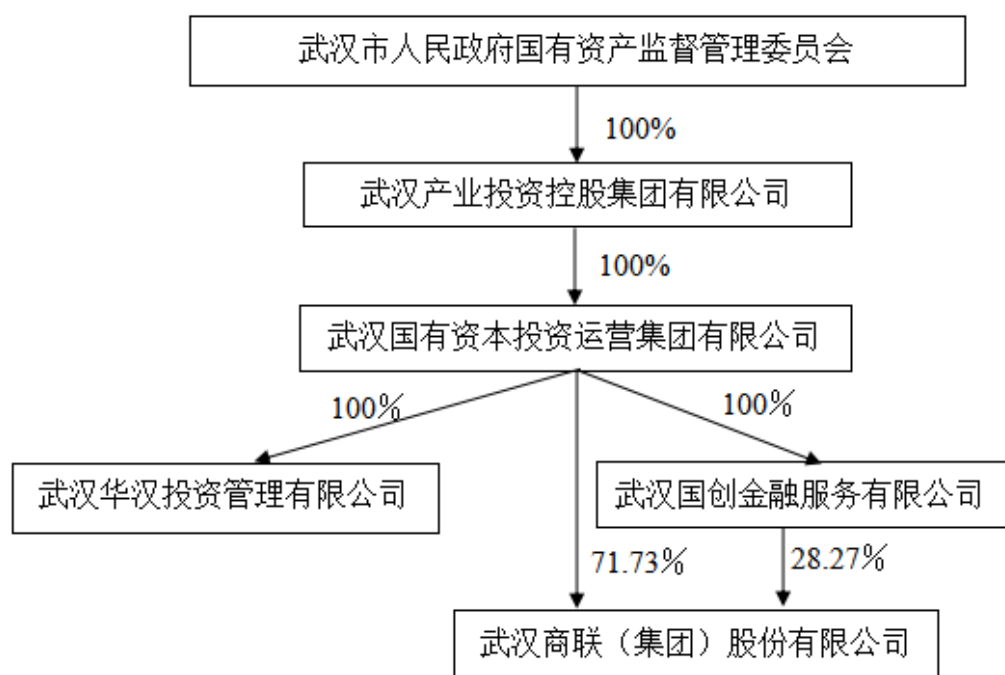 武汉市人民政府国有资产监督管理委员会
100%
武汉产业投资控股集团有限公司
100%
武汉国有资本投资运营集团有限公司
100%
100%
武汉华汉投资管理有限公司
武汉国创金融服务有限公司
71.73%
28.27%
武汉商联（集团）股份有限公司